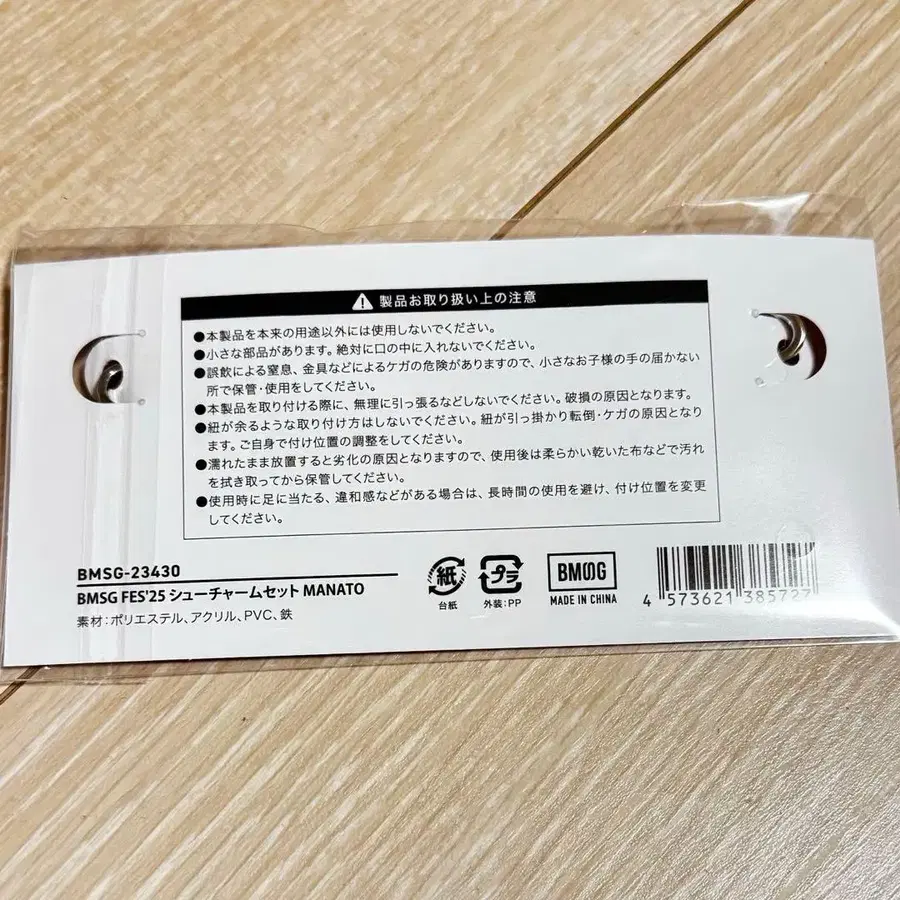 ⚠ 製品お取り扱い上の注意
●本製品を本来の用途以外には使用しないでください。
●小さな部品があります。絶対に口の中に入れないでください。
●誤飲による窒息、金具などによるケガの危険がありますので、小さなお子様の手の届かない
所で保管・使用をしてください。
●本製品を取り付ける際に、無理に引っ張るなどしないでください。破損の原因となります。
●紐が余るような取り付け方はしないでください。紐が引っ掛かり転倒・ケガの原因となり
ます。ご自身で付け位置の調整をしてください。
●濡れたまま放置すると劣化の原因となりますので、使用後は柔らかい乾いた布などで汚れ
を拭き取ってから保管してください。
●使用時に足に当たる、違和感などがある場合は、長時間の使用を避け、付け位置を変更
してください。
BMSG-23430
BMSG FES'25 シューチャームセット MANATO
素材:ポリエステル、アクリル、PVC、鉄
紙
台紙
プラ
外装:PP
BMSG
MADE IN CHINA
4 573621 385727